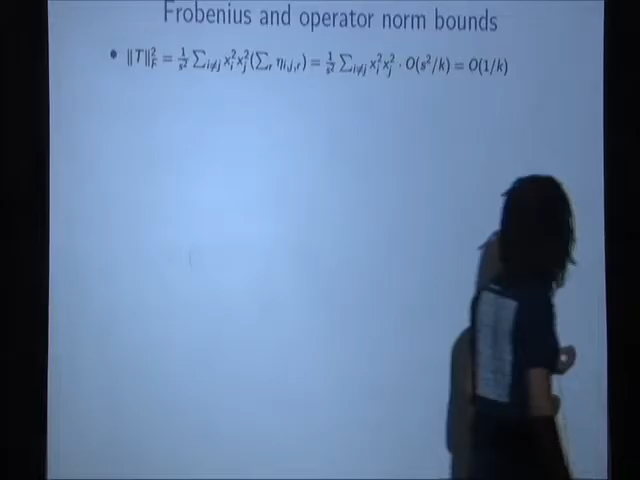 Frobenius and operator norm bounds
• ‖T‖²_F = 1/s² ∑_{i≠j} x_i² x_j² (∑_r η_{i,j,r}) = 1/s² ∑_{i≠j} x_i² x_j² · O(s²/k) = O(1/k)